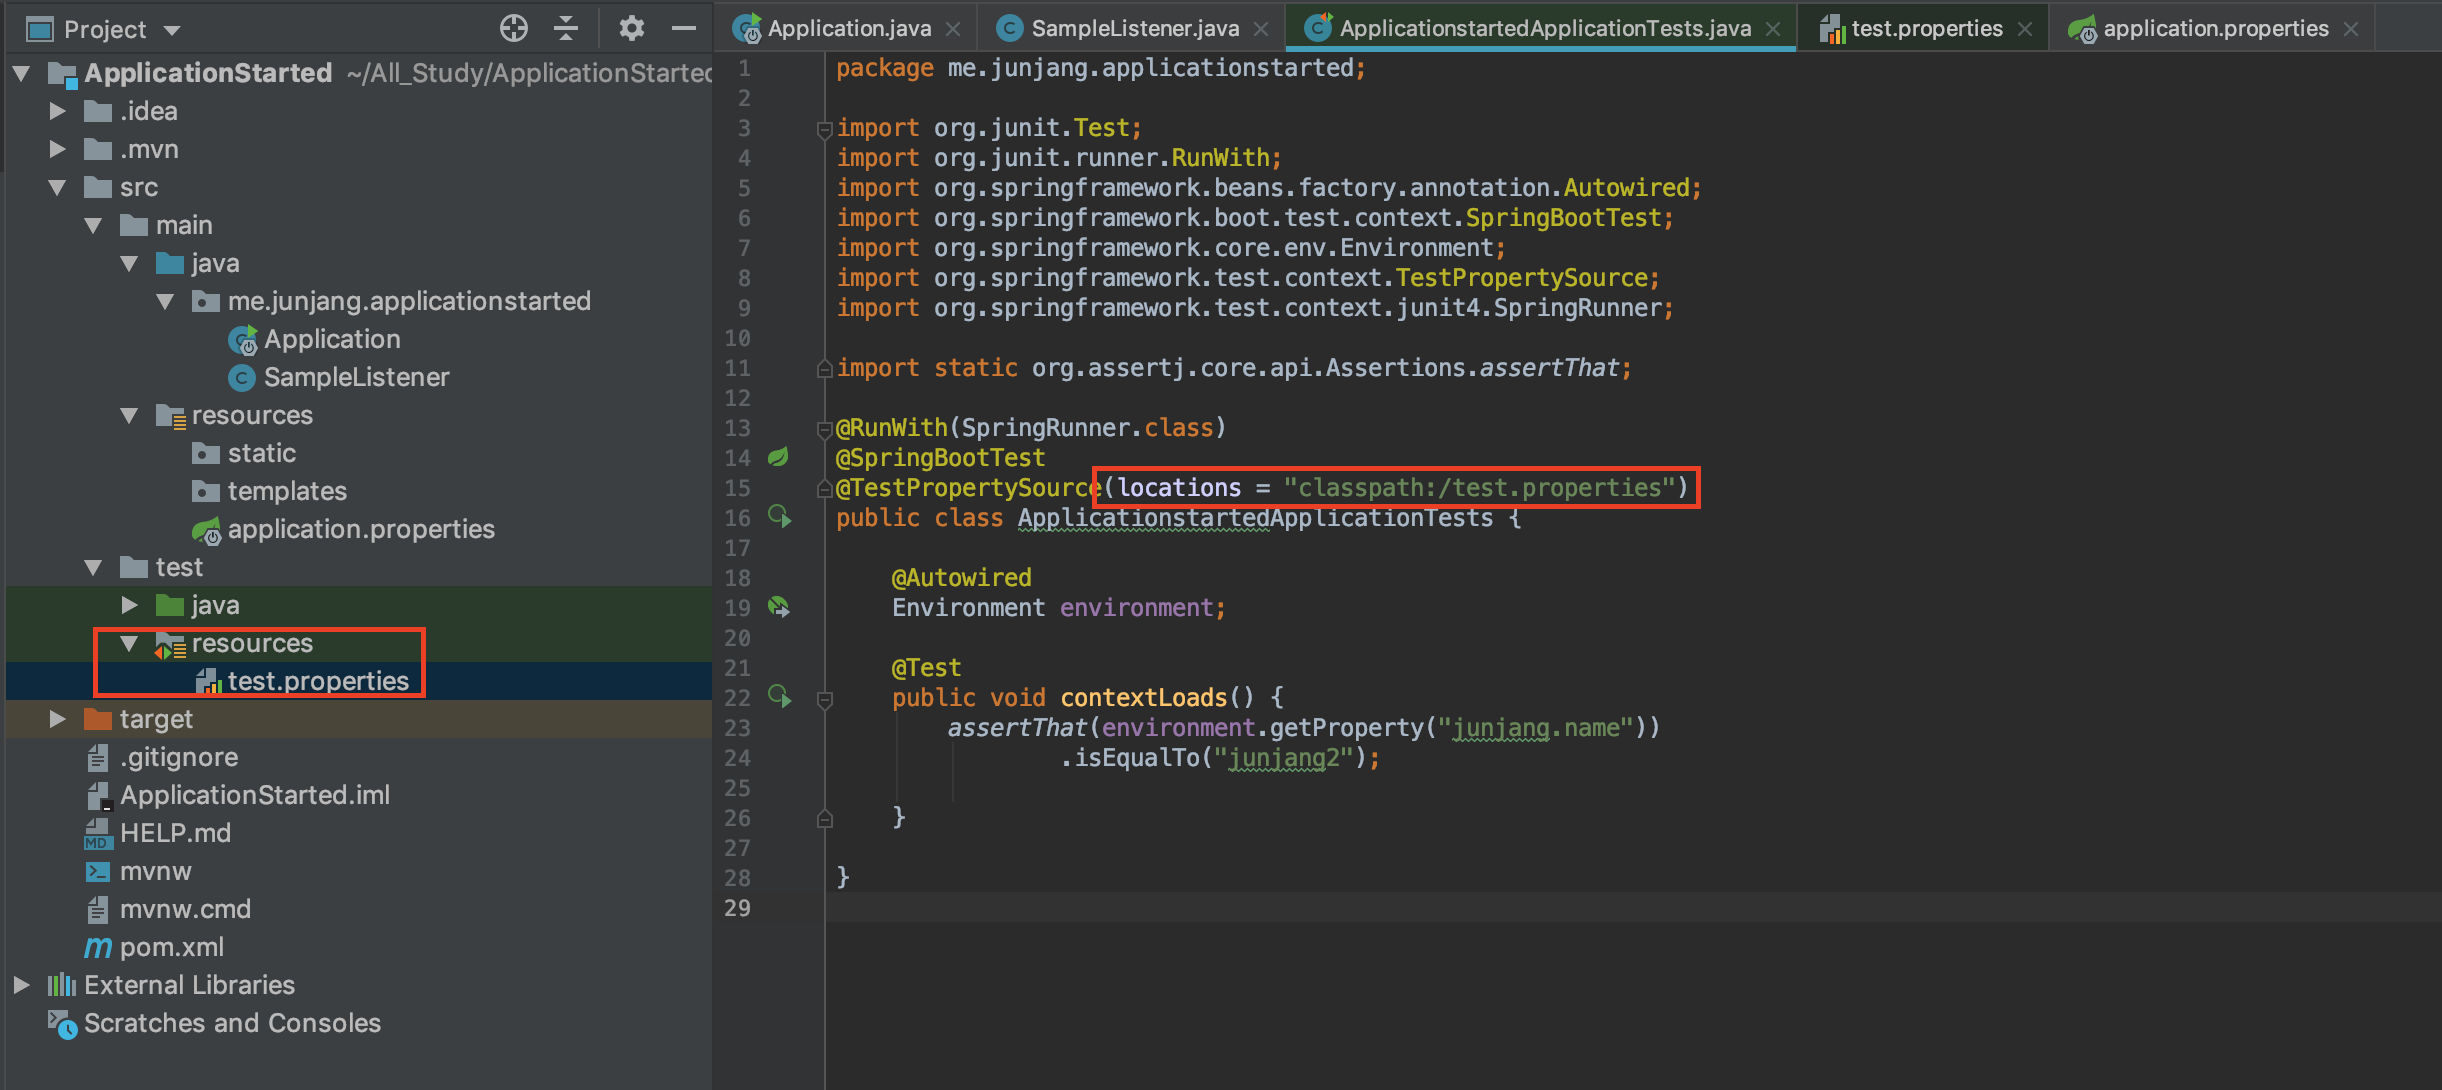 Project
ApplicationStarted ~/All_Study/ApplicationStarted
.idea
.mvn
src
main
java
me.junjang.applicationstarted
Application
SampleListener
resources
static
templates
application.properties
test
java
resources
test.properties
target
.gitignore
ApplicationStarted.iml
HELP.md
mvnw
mvnw.cmd
pom.xml
External Libraries
Scratches and Consoles
Application.java SampleListener.java ApplicationstartedApplicationTests.java test.properties application.properties
1 package me.junjang.applicationstarted;
2
3 import org.junit.Test;
4 import org.junit.runner.RunWith;
5 import org.springframework.beans.factory.annotation.Autowired;
6 import org.springframework.boot.test.context.SpringBootTest;
7 import org.springframework.core.env.Environment;
8 import org.springframework.test.context.TestPropertySource;
9 import org.springframework.test.context.junit4.SpringRunner;
10
11 import static org.assertj.core.api.Assertions.assertThat;
12
13 @RunWith(SpringRunner.class)
14 @SpringBootTest
15 @TestPropertySource(locations = "classpath:/test.properties")
16 public class ApplicationstartedApplicationTests {
17
18 @Autowired
19 Environment environment;
20
21 @Test
22 public void contextLoads() {
23 assertThat(environment.getProperty("junjang.name"))
24 .isEqualTo("junjang2");
25
26 }
27
28 }
29